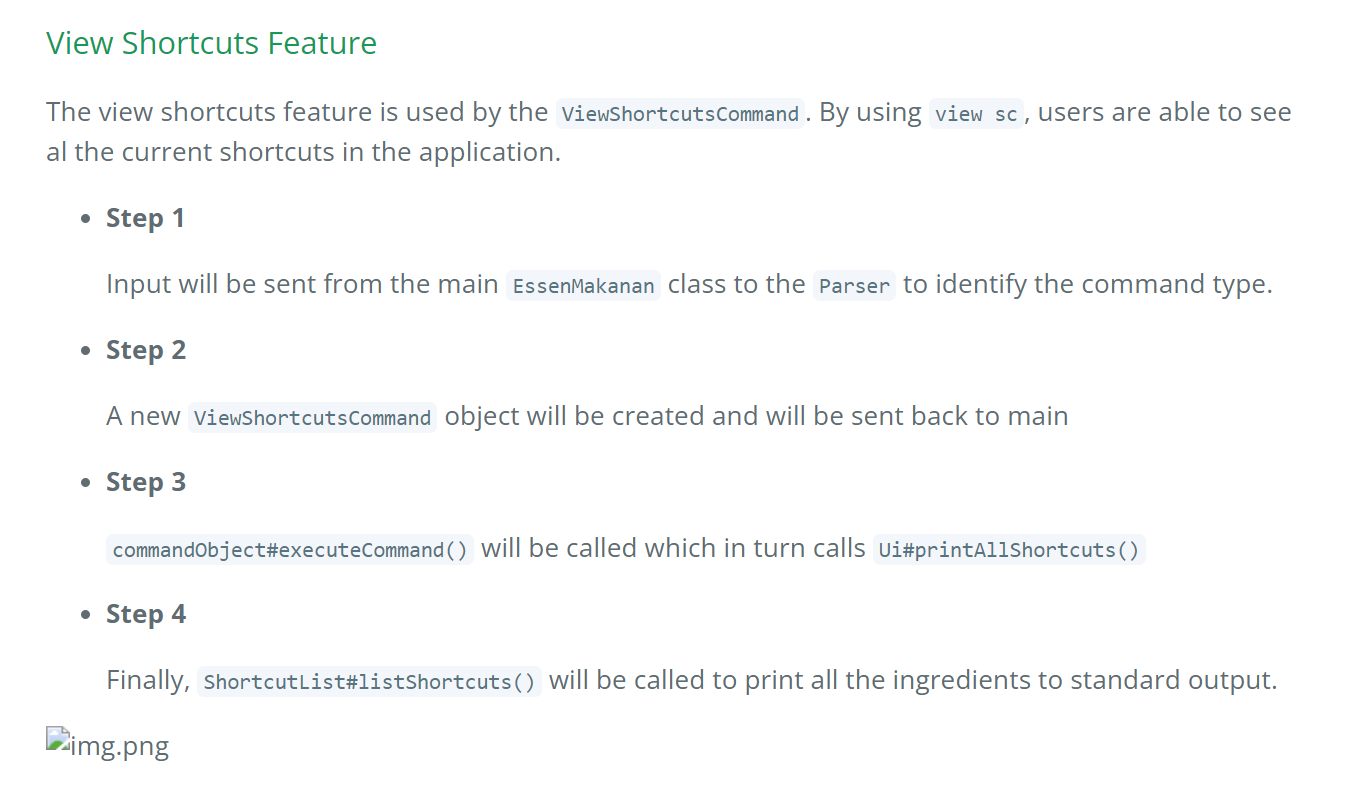 View Shortcuts Feature
The view shortcuts feature is used by the ViewShortcutsCommand. By using view sc, users are able to see
al the current shortcuts in the application.
• Step 1
Input will be sent from the main EssenMakanan class to the Parser to identify the command type.
• Step 2
A new ViewShortcutsCommand object will be created and will be sent back to main
• Step 3
commandObject#executeCommand() will be called which in turn calls Ui#printAllShortcuts()
• Step 4
Finally, ShortcutList#listShortcuts() will be called to print all the ingredients to standard output.
img.png